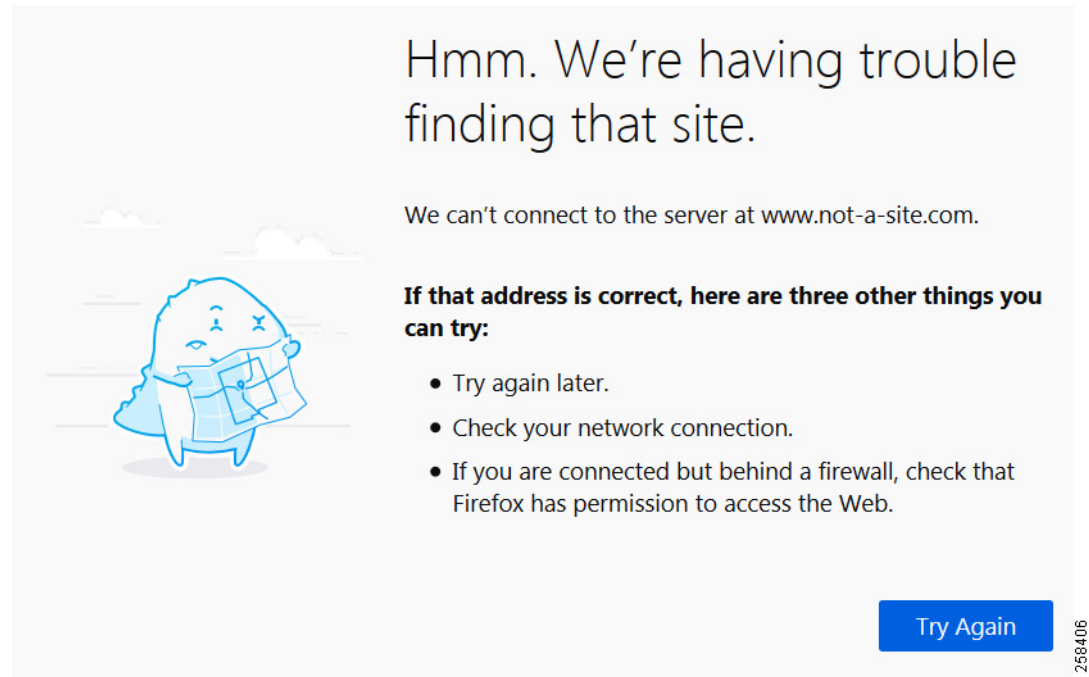 Hmm. We’re having trouble
finding that site.
We can’t connect to the server at www.not-a-site.com.
If that address is correct, here are three other things you
can try:
• Try again later.
• Check your network connection.
• If you are connected but behind a firewall, check that
Firefox has permission to access the Web.
Try Again
258406